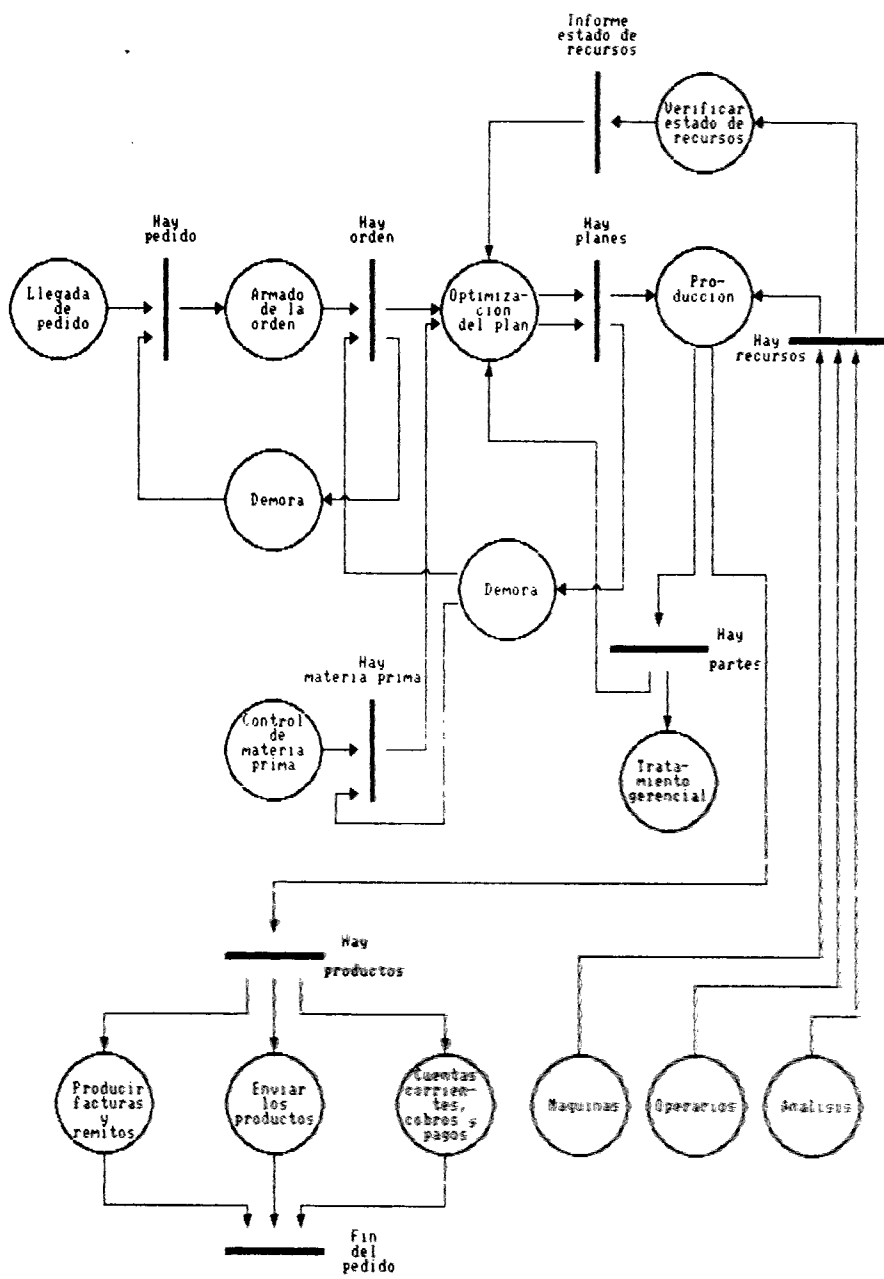 Informe
estado de
recursos
Verificar
estado de
recursos
Hay
pedido
Hay
orden
Hay
planes
Llegada
de
pedido
Armado
de la
orden
Optimiza-
cion
del plan
Pro-
duccion
Hay
recursos
Demora
Demora
Hay
partes
Hay
materia prima
Control
de
materia
prima
Trata-
miento
gerencial
Hay
productos
Producir
facturas
y
remitos
Enviar
los
productos
Cuentas
corrien-
tes,
cobros y
pagos
Maquinas
Operarios
Analisis
Fin
del
pedido